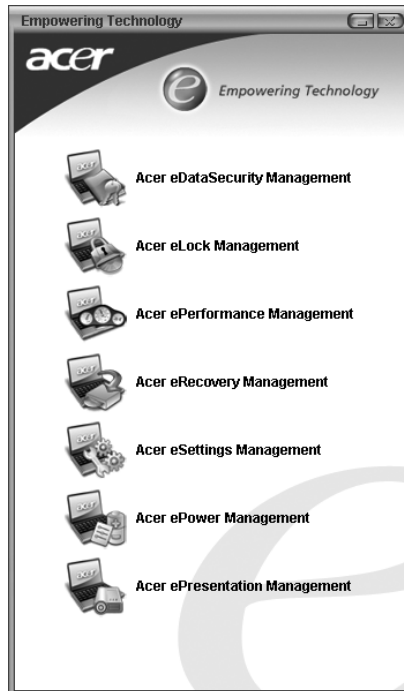 Empowering Technology
acer
e Empowering Technology
Acer eDataSecurity Management
Acer eLock Management
Acer ePerformance Management
Acer eRecovery Management
Acer eSettings Management
Acer ePower Management
Acer ePresentation Management